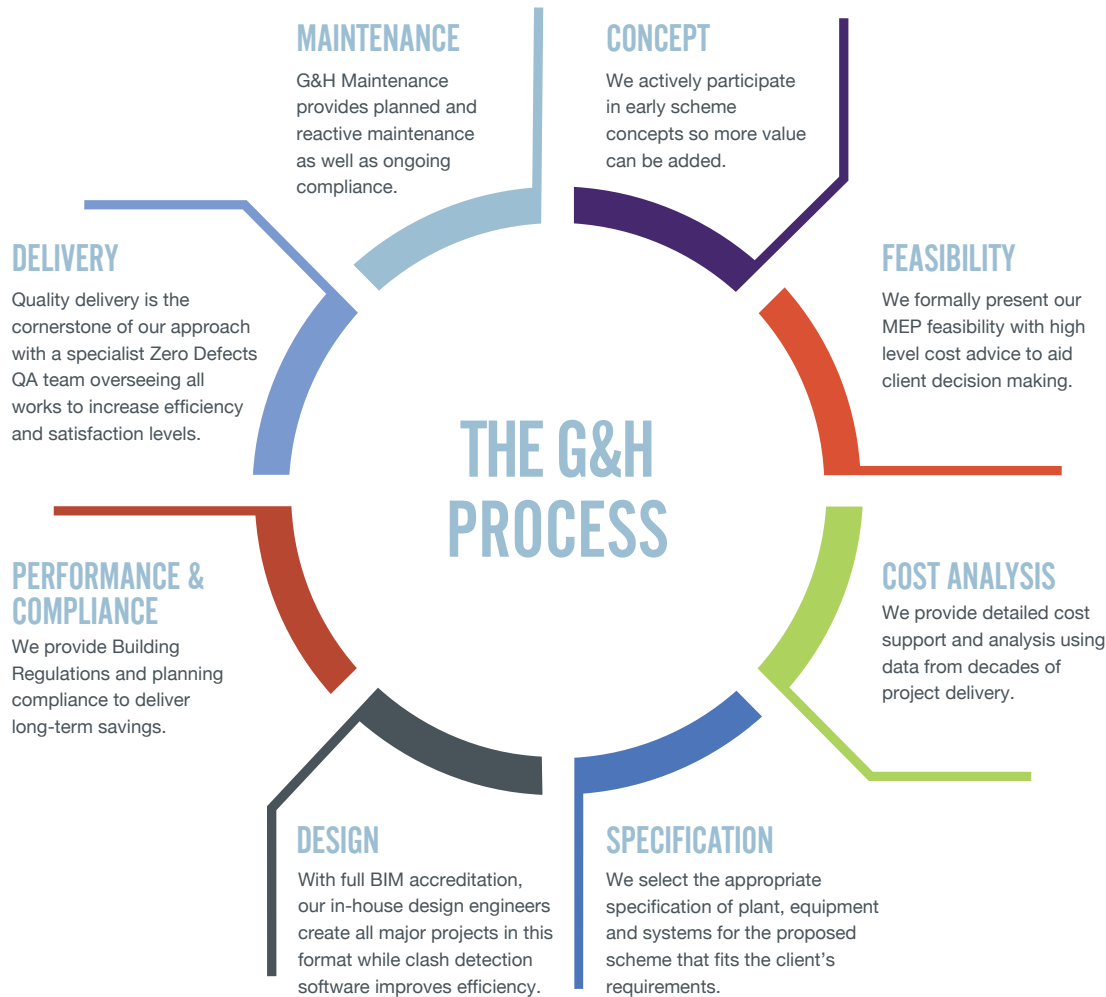 MAINTENANCE
G&H Maintenance
provides planned and
reactive maintenance
as well as ongoing
compliance.
CONCEPT
We actively participate
in early scheme
concepts so more value
can be added.
FEASIBILITY
We formally present our
MEP feasibility with high
level cost advice to aid
client decision making.
COST ANALYSIS
We provide detailed cost
support and analysis using
data from decades of
project delivery.
SPECIFICATION
We select the appropriate
specification of plant, equipment
and systems for the proposed
scheme that fits the client’s
requirements.
DESIGN
With full BIM accreditation,
our in-house design engineers
create all major projects in this
format while clash detection
software improves efficiency.
PERFORMANCE &
COMPLIANCE
We provide Building
Regulations and planning
compliance to deliver
long-term savings.
DELIVERY
Quality delivery is the
cornerstone of our approach
with a specialist Zero Defects
QA team overseeing all
works to increase efficiency
and satisfaction levels.
THE G&H
PROCESS